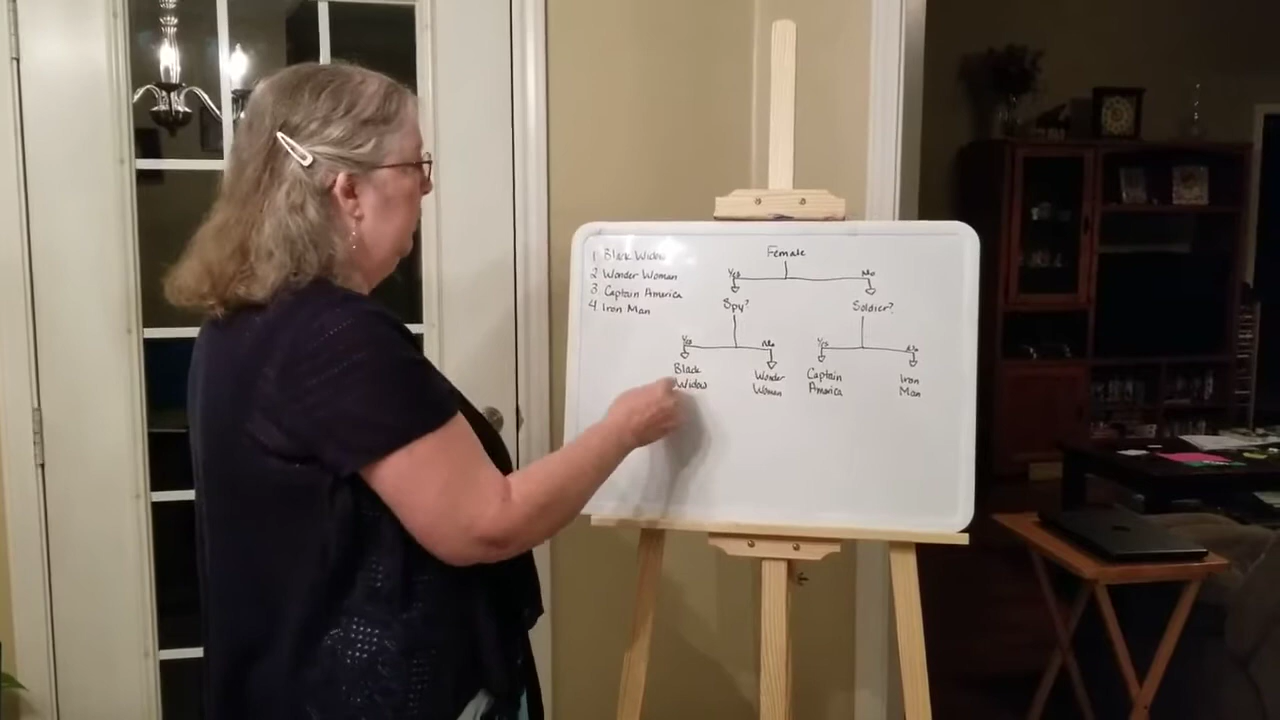 1 Black Widow
2 Wonder Woman
3 Captain America
4 Iron Man
Female
Yes No
Spy? Soldier?
Yes No Yes No
Black Wonder Captain Iron
Widow Woman America Man